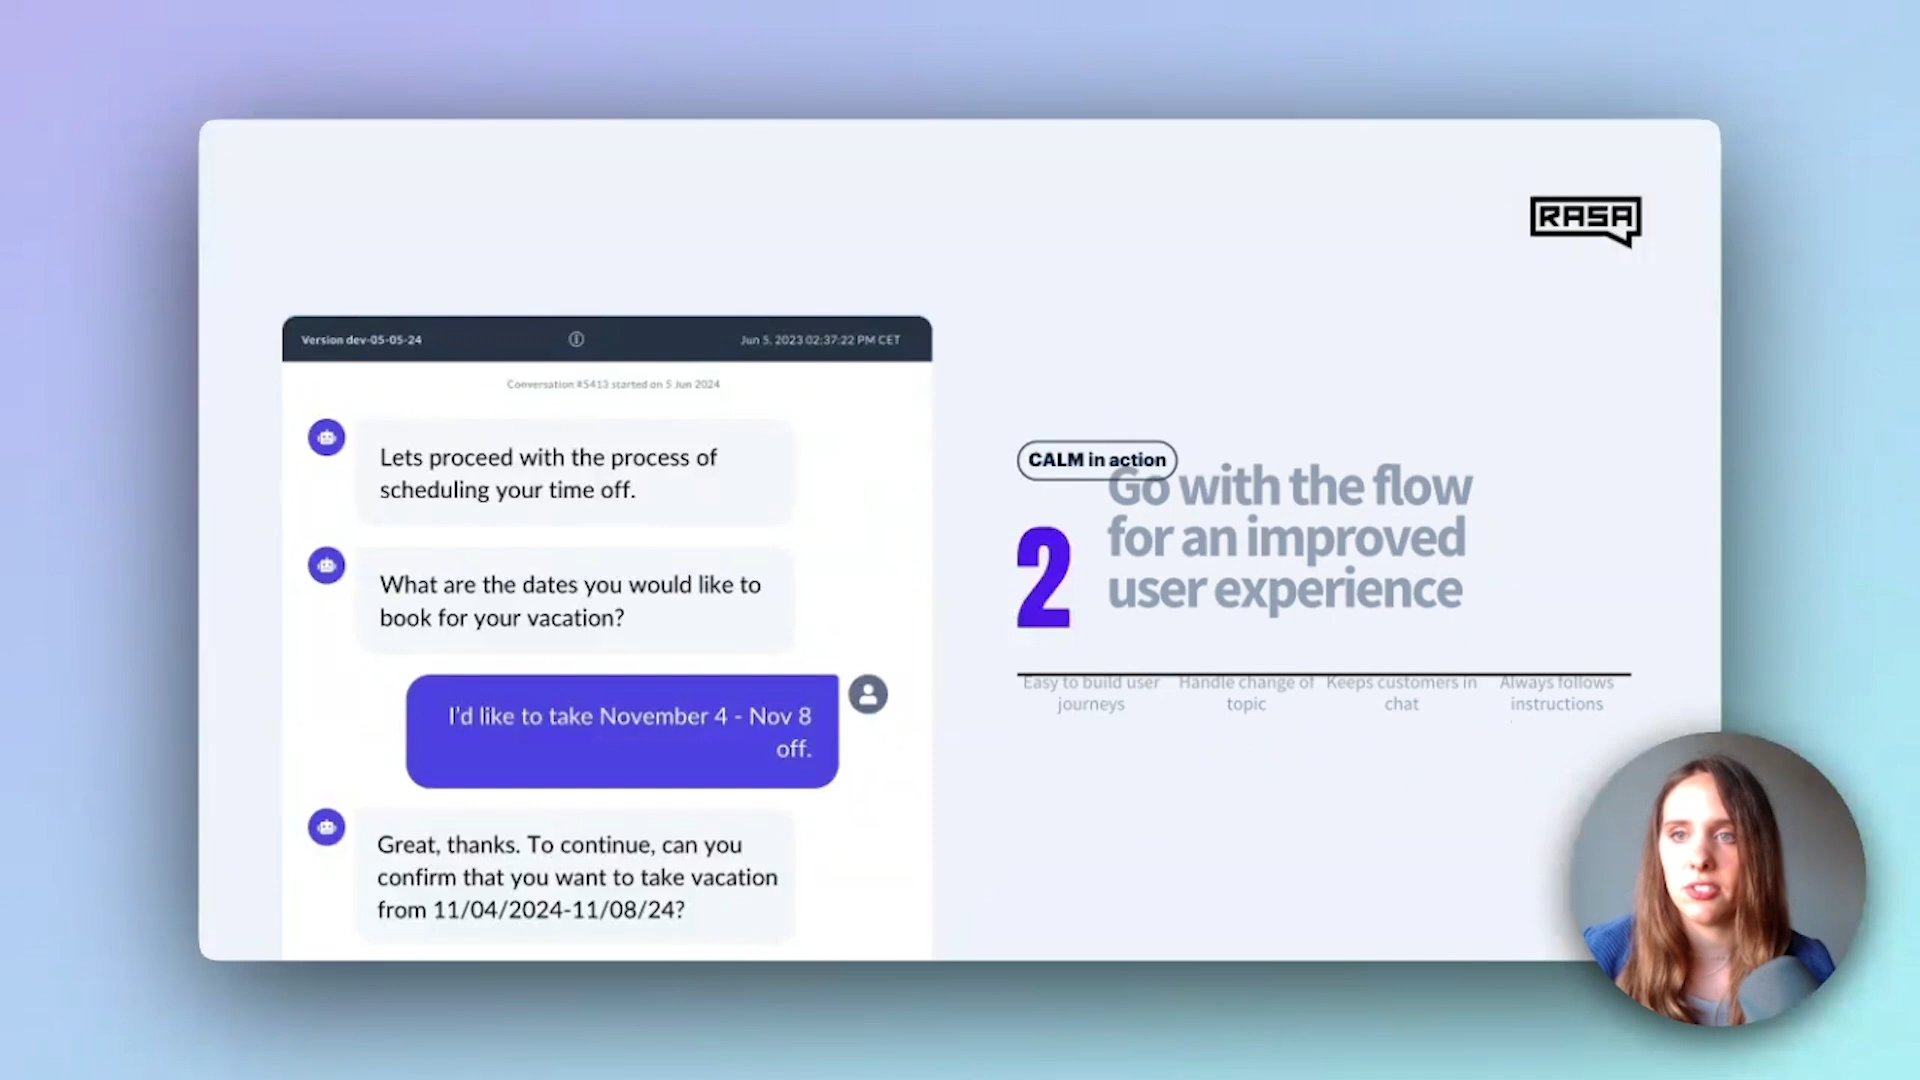 RASA
Version dev-05-05-24
Jun 5, 2023 02:37:22 PM CET
Conversation #5413 started on 5 Jun 2024
Lets proceed with the process of
scheduling your time off.
What are the dates you would like to
book for your vacation?
I'd like to take November 4 - Nov 8
off.
Great, thanks. To continue, can you
confirm that you want to take vacation
from 11/04/2024-11/08/24?
CALM in action
2
Go with the flow
for an improved
user experience
Easy to build user
journeys
Handle change of
topic
Keeps customers in
chat
Always follows
instructions